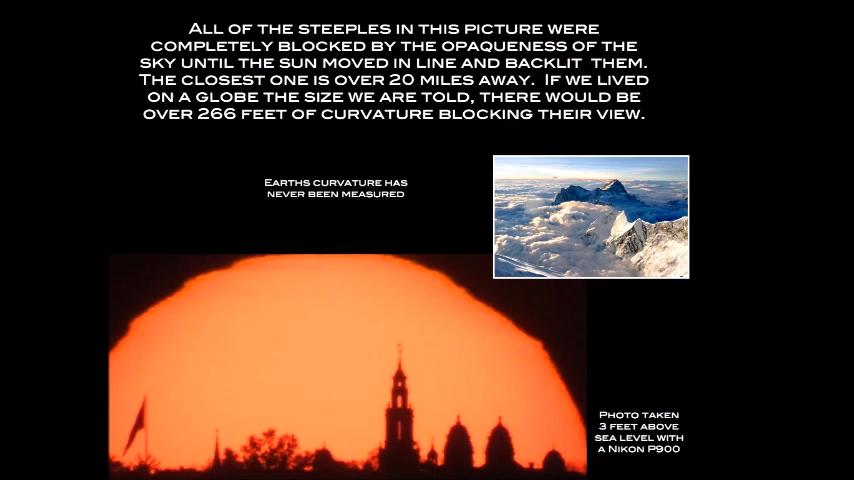 All of the steeples in this picture were
completely blocked by the opaqueness of the
sky until the sun moved in line and backlit them.
The closest one is over 20 miles away. If we lived
on a globe the size we are told, there would be
over 266 feet of curvature blocking their view.
Earths curvature has
never been measured
Photo taken
3 feet above
sea level with
a Nikon P900